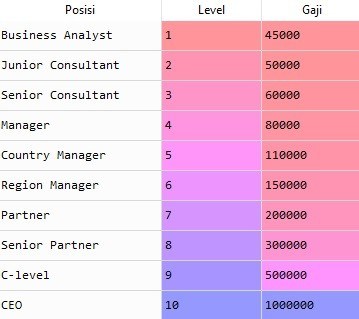 Posisi Level Gaji
Business Analyst 1 45000
Junior Consultant 2 50000
Senior Consultant 3 60000
Manager 4 80000
Country Manager 5 110000
Region Manager 6 150000
Partner 7 200000
Senior Partner 8 300000
C-level 9 500000
CEO 10 1000000